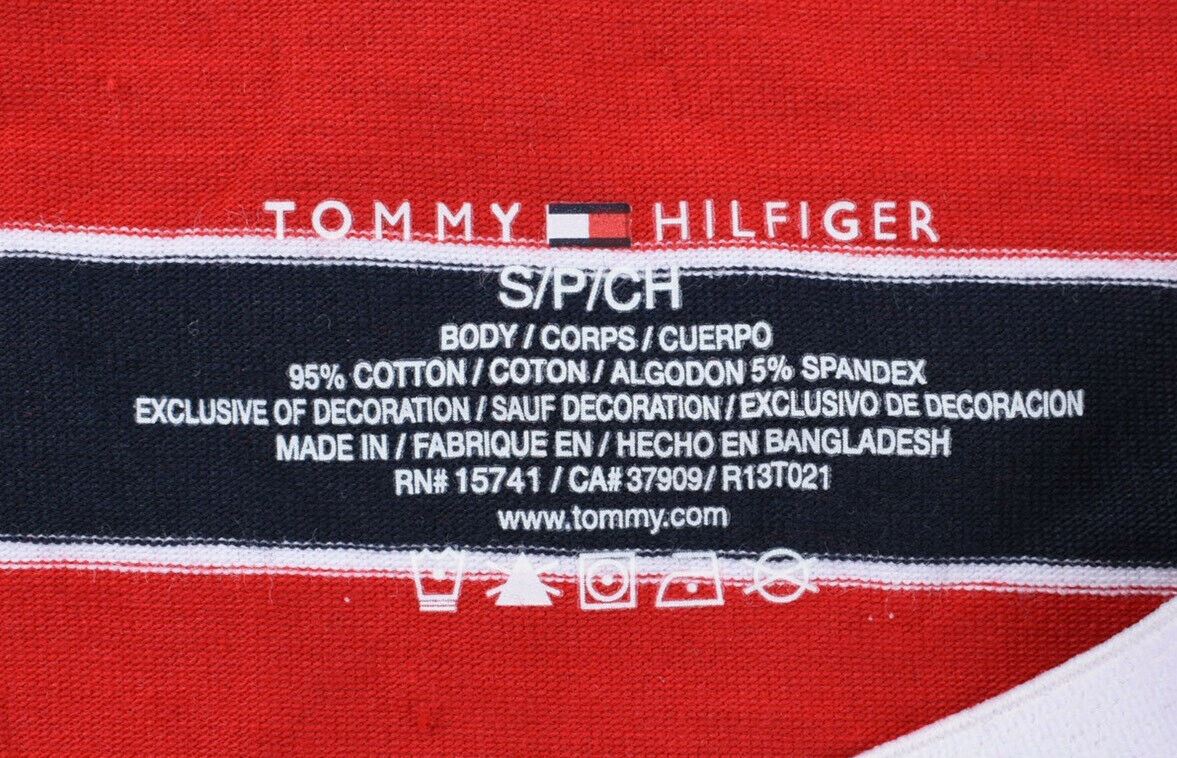 TOMMY HILFIGER
S/P/CH
BODY / CORPS / CUERPO
95% COTTON / COTON / ALGODON 5% SPANDEX
EXCLUSIVE OF DECORATION / SAUF DECORATION / EXCLUSIVO DE DECORACION
MADE IN / FABRIQUE EN / HECHO EN BANGLADESH
RN# 15741 / CA# 37909 / R13T021
www.tommy.com